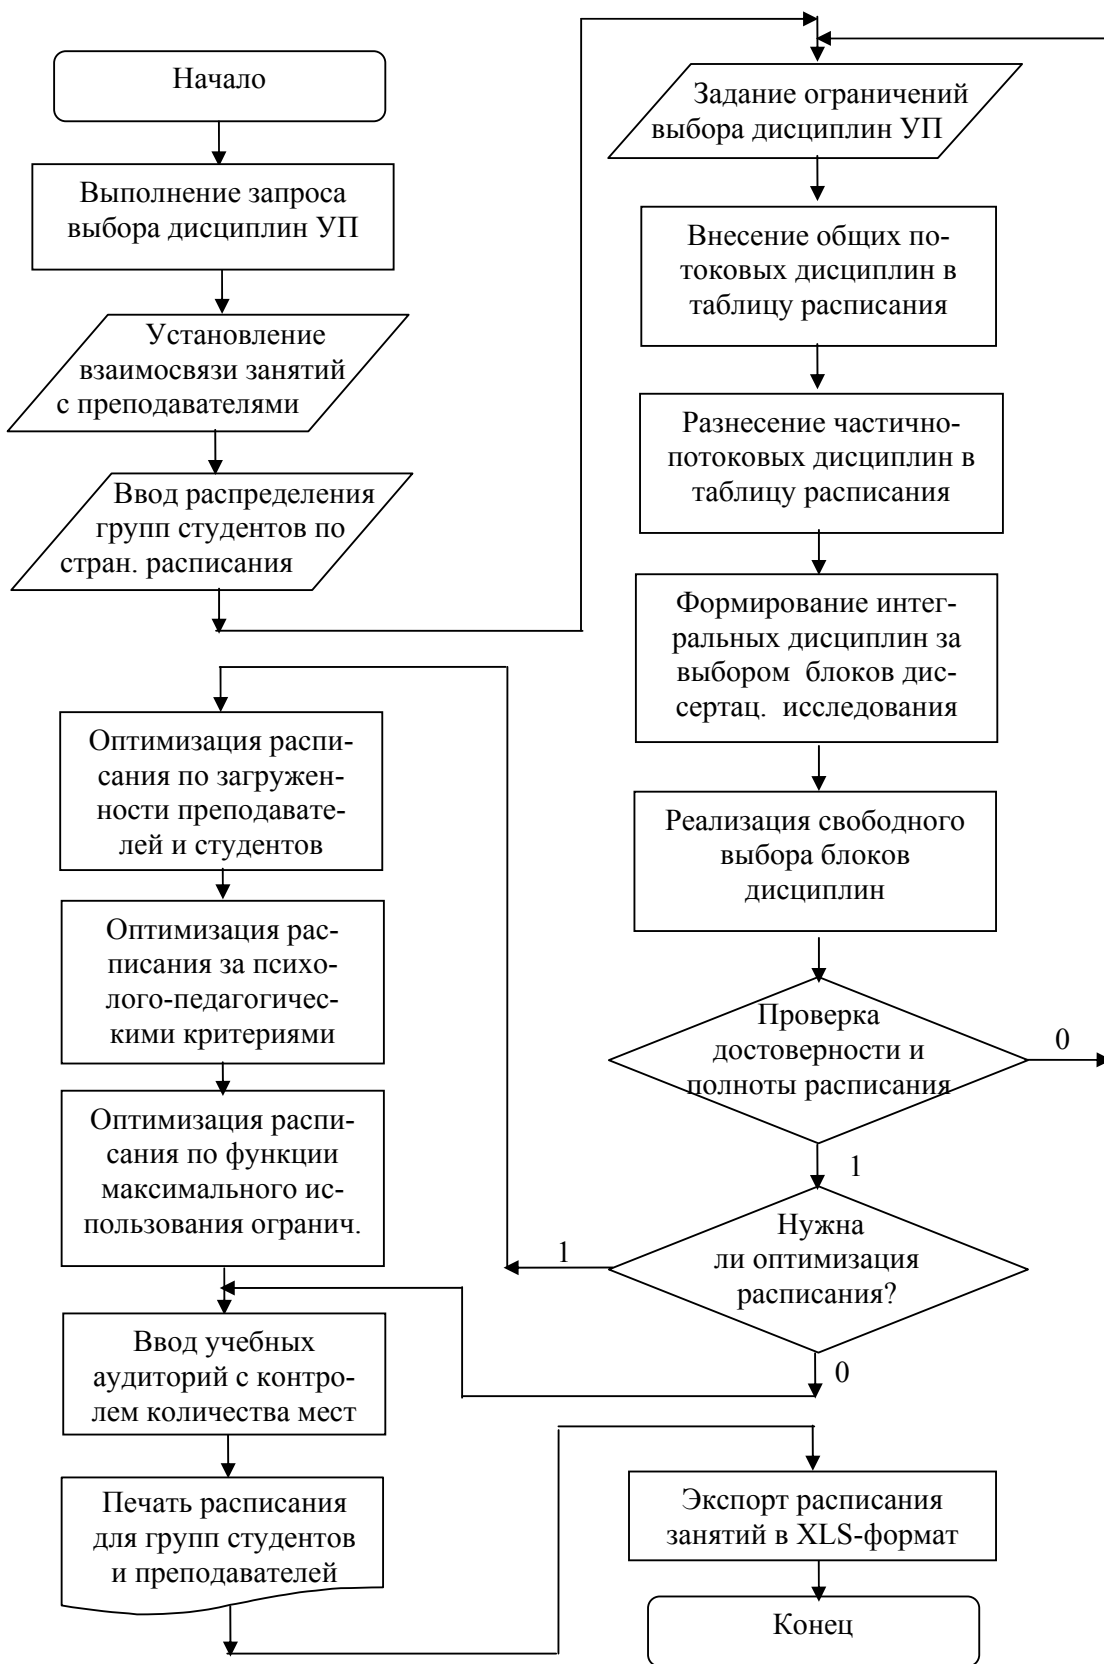 Начало
Выполнение запроса
выбора дисциплин УП
Установление
взаимосвязи занятий
с преподавателями
Ввод распределения
групп студентов по
стран. расписания
Задание ограничений
выбора дисциплин УП
Внесение общих по-
токовых дисциплин в
таблицу расписания
Разнесение частично-
потоковых дисциплин в
таблицу расписания
Формирование интег-
ральных дисциплин за
выбором блоков дис-
сертац. исследования
Реализация свободного
выбора блоков
дисциплин
Проверка
достоверности и
полноты расписания
0
1
Нужна
ли оптимизация
расписания?
1
0
Оптимизация распи-
сания по загружен-
ности преподавате-
лей и студентов
Оптимизация рас-
писания за психо-
лого-педагогичес-
кими критериями
Оптимизация распи-
сания по функции
максимального ис-
пользования огранич.
Ввод учебных
аудиторий с контро-
лем количества мест
Печать расписания
для групп студентов
и преподавателей
Экспорт расписания
занятий в XLS-формат
Конец